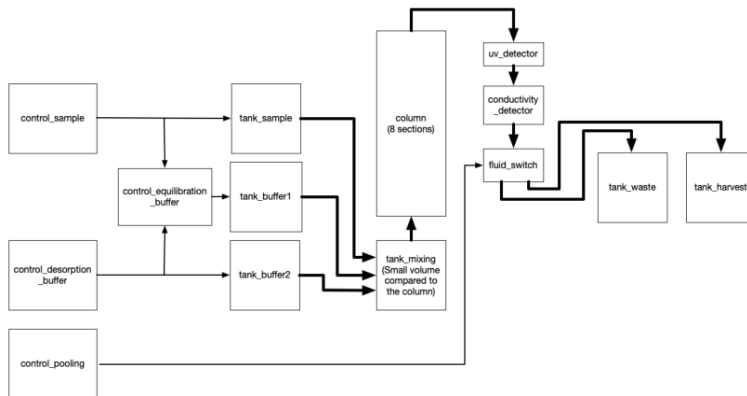 uv_detector
column
(8 sections)
control_sample
tank_sample
conductivity
_detector
fluid_switch
tank_waste
tank_harvest
control_equilibration
_buffer
tank_buffer1
control_desorption
_buffer
tank_buffer2
tank_mixing
(Small volume
compared to
the column)
control_pooling